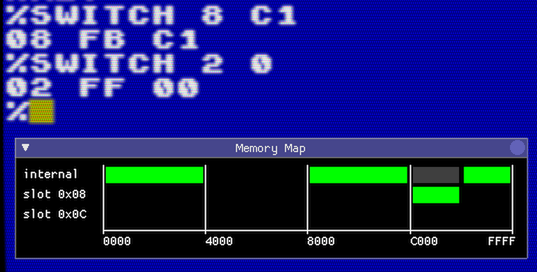 %SWITCH 8 C1
08 FB C1
%SWITCH 2 0
02 FF 00
%
Memory Map
internal
slot 0x08
slot 0x0C
0000 4000 8000 C000 FFFF